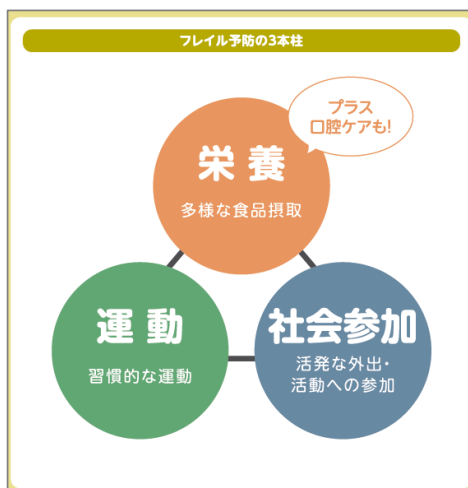 フレイル予防の3本柱
プラス
口腔ケアも!
栄養
多様な食品摂取
運動
習慣的な運動
社会参加
活発な外出・
活動への参加